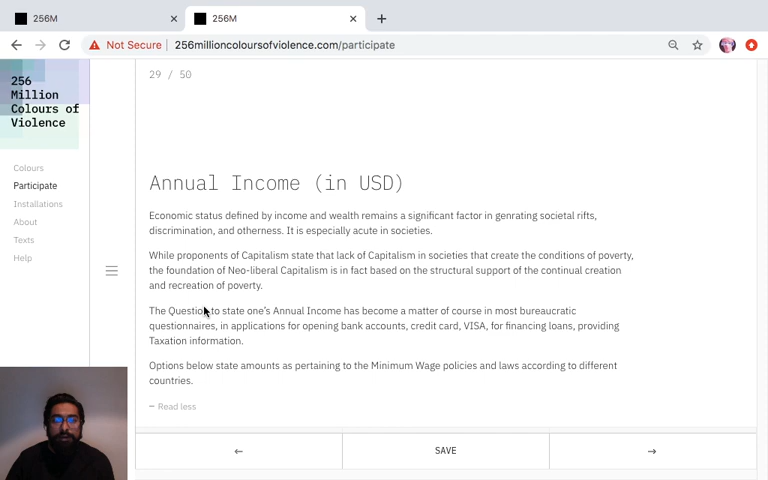 256M
256M
Not Secure
256millioncoloursofviolence.com/participate
256
Million
Colours of
Violence
Colours
Participate
Installations
About
Texts
Help
29 / 50
Annual Income (in USD)
Economic status defined by income and wealth remains a significant factor in genrating societal rifts,
discrimination, and otherness. It is especially acute in societies.
While proponents of Capitalism state that lack of Capitalism in societies that create the conditions of poverty,
the foundation of Neo-liberal Capitalism is in fact based on the structural support of the continual creation
and recreation of poverty.
The Question to state one's Annual Income has become a matter of course in most bureaucratic
questionnaires, in applications for opening bank accounts, credit card, VISA, for financing loans, providing
Taxation information.
Options below state amounts as pertaining to the Minimum Wage policies and laws according to different
countries.
– Read less
← SAVE →